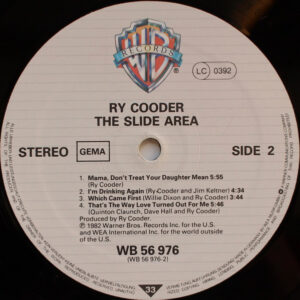 WB
RECORDS
LC 0392
RY COODER
THE SLIDE AREA
STEREO
GEMA
SIDE 2
1. Mama, Don't Treat Your Daughter Mean 5:55
(Ry Cooder)
2. I'm Drinking Again (Ry Cooder and Jim Keltner) 4:34
3. Which Came First (Willie Dixon and Ry Cooder) 4:44
4. That's The Way Love Turned Out For Me 5:46
(Quinton Claunch, Dave Hall and Ry Cooder)
Produced by Ry Cooder.
℗ 1982 Warner Bros. Records Inc. for the U.S.
and WEA International Inc. for the world outside
of the U.S.
WB 56 976
(WB 56 976-2)
33